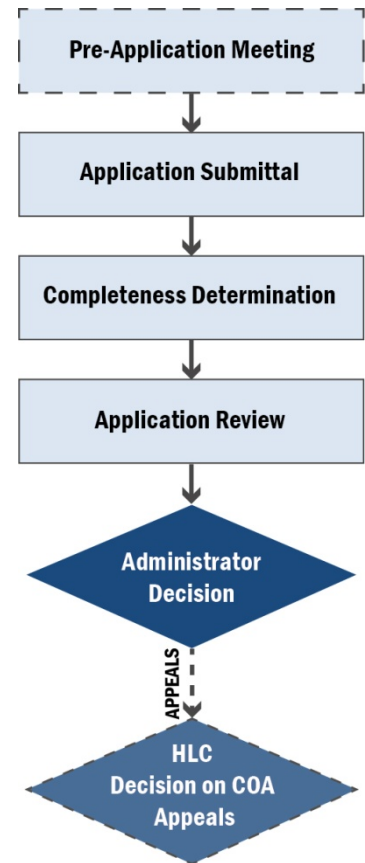 Pre-Application Meeting
Application Submittal
Completeness Determination
Application Review
Administrator
Decision
APPEALS
HLC
Decision on COA
Appeals